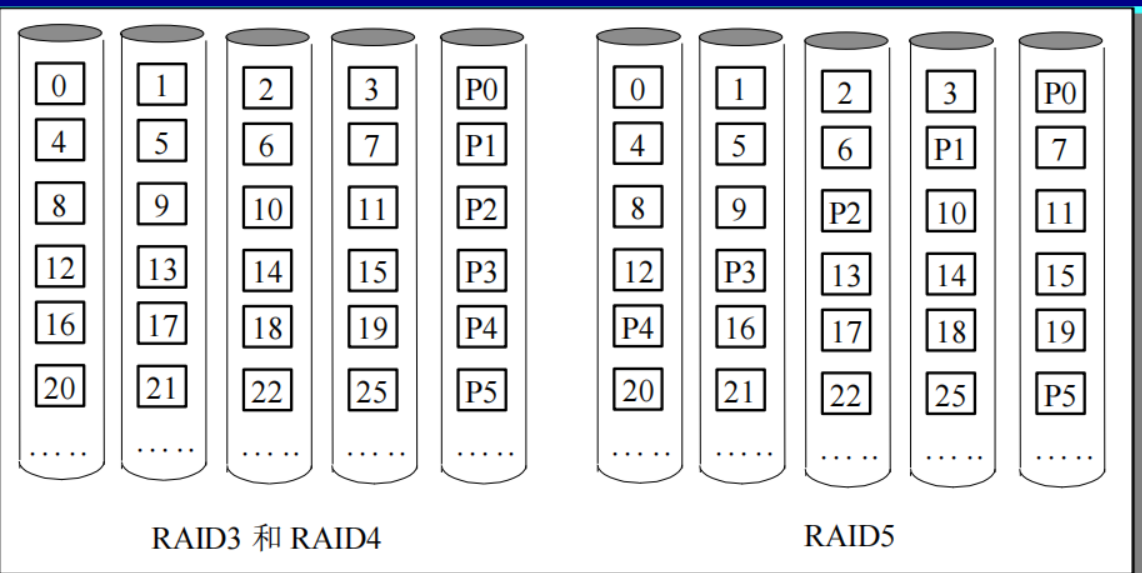 0 1 2 3 P0
4 5 6 7 P1
8 9 10 11 P2
12 13 14 15 P3
16 17 18 19 P4
20 21 22 25 P5
..... ..... ..... ..... .....
RAID3 和 RAID4
0 1 2 3 P0
4 5 6 P1 7
8 9 P2 10 11
12 P3 13 14 15
P4 16 17 18 19
20 21 22 25 P5
..... ..... ..... ..... .....
RAID5